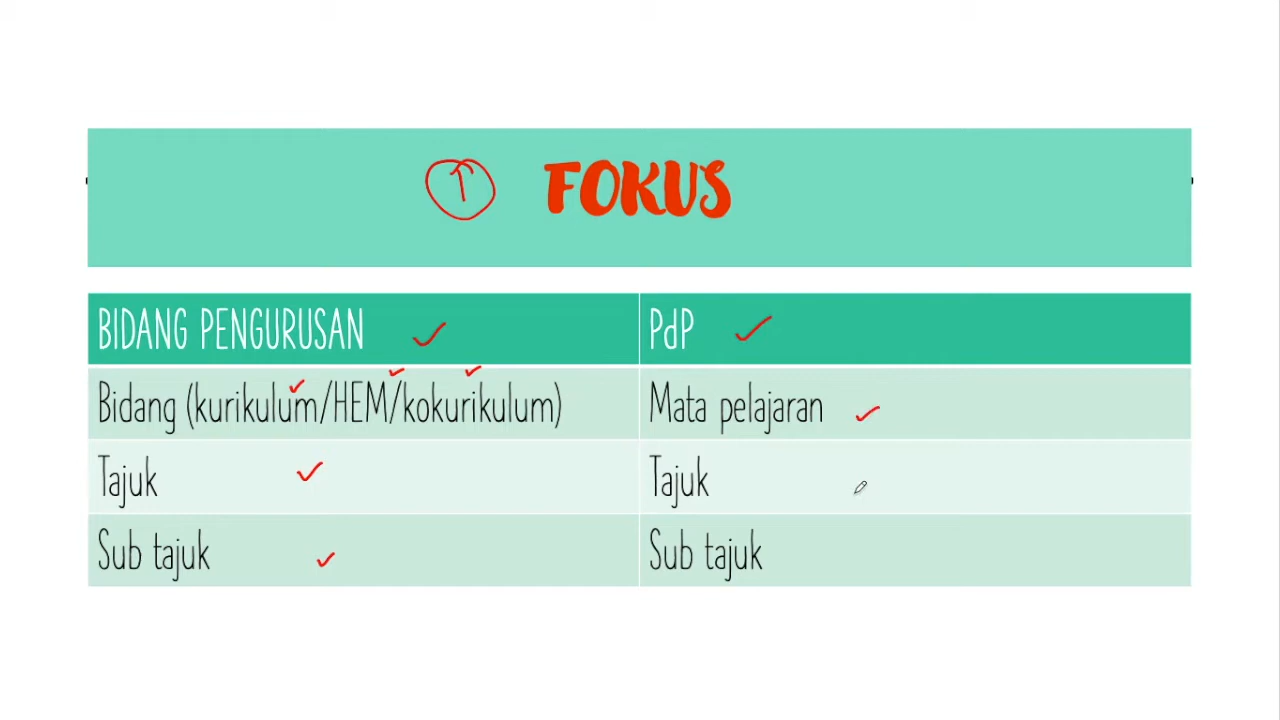 1 FOKUS
BIDANG PENGURUSAN PdP
Bidang (kurikulum/HEM/kokurikulum) Mata pelajaran
Tajuk Tajuk
Sub tajuk Sub tajuk